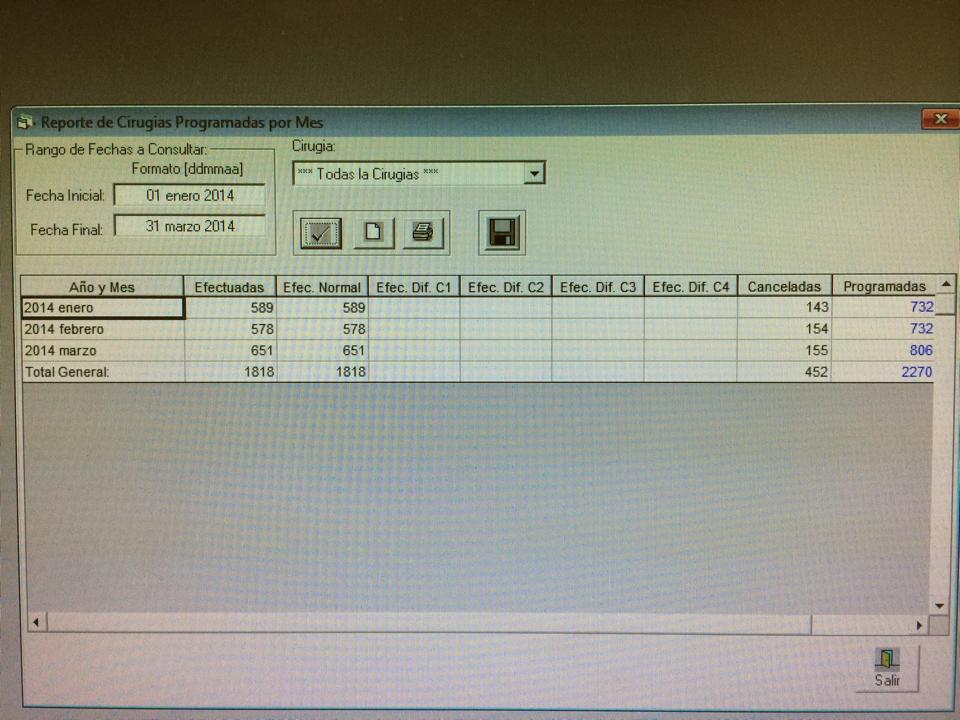 Reporte de Cirugias Programadas por Mes
Rango de Fechas a Consultar:
Formato [ddmmaa]
Fecha Inicial: 01 enero 2014
Fecha Final: 31 marzo 2014
Cirugia:
*** Todas la Cirugias ***
Año y Mes Efectuadas Efec. Normal Efec. Dif. C1 Efec. Dif. C2 Efec. Dif. C3 Efec. Dif. C4 Canceladas Programadas
2014 enero 589 589 143 732
2014 febrero 578 578 154 732
2014 marzo 651 651 155 806
Total General: 1818 1818 452 2270
Salir